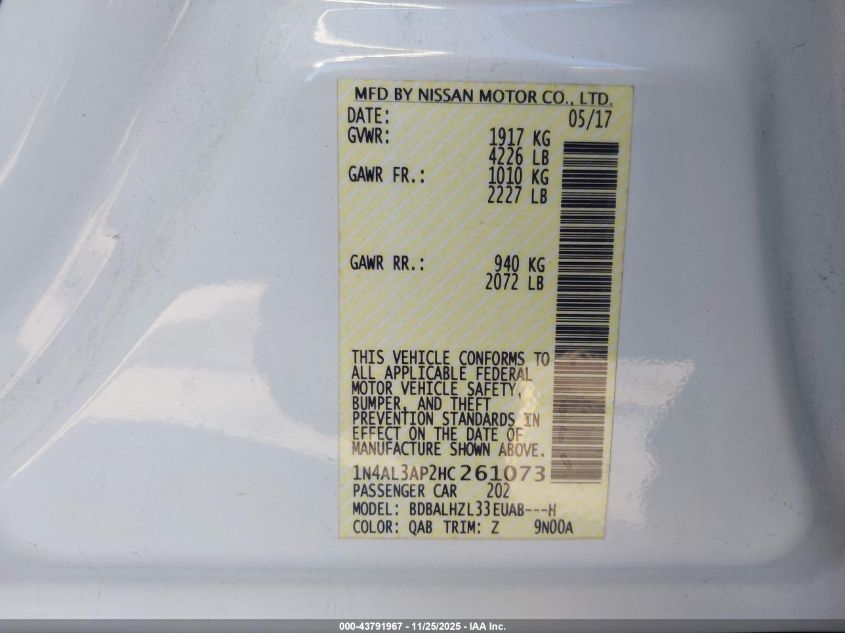 MFD BY NISSAN MOTOR CO., LTD.
DATE: 05/17
GVWR: 1917 KG
4226 LB
GAWR FR.: 1010 KG
2227 LB
GAWR RR.: 940 KG
2072 LB
THIS VEHICLE CONFORMS TO
ALL APPLICABLE FEDERAL
MOTOR VEHICLE SAFETY,
BUMPER, AND THEFT
PREVENTION STANDARDS IN
EFFECT ON THE DATE OF
MANUFACTURE SHOWN ABOVE.
1N4AL3AP2HC261073
PASSENGER CAR 202
MODEL: BDBALHZL33EUAB---H
COLOR: QAB TRIM: Z 9N00A
000-43791967 - 11/25/2025 - IAA Inc.